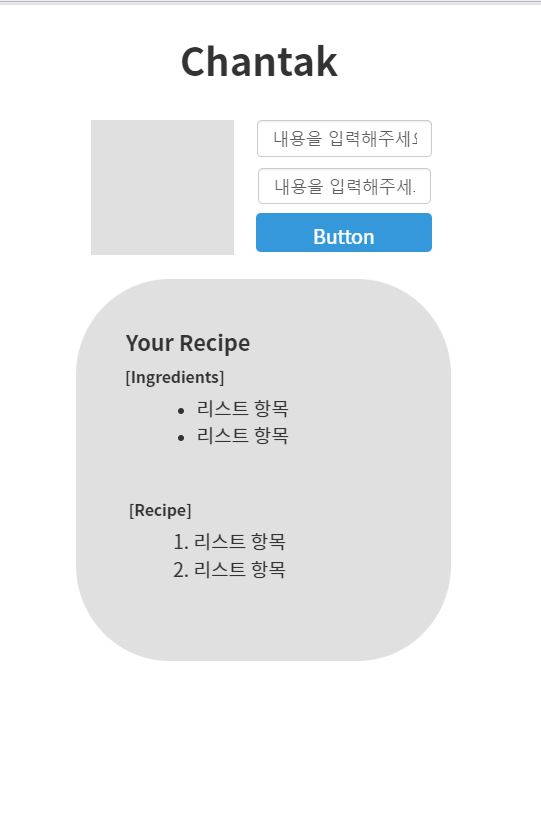 Chantak
내용을 입력해주세요
내용을 입력해주세.
Button
Your Recipe
[Ingredients]
• 리스트 항목
• 리스트 항목
[Recipe]
1. 리스트 항목
2. 리스트 항목